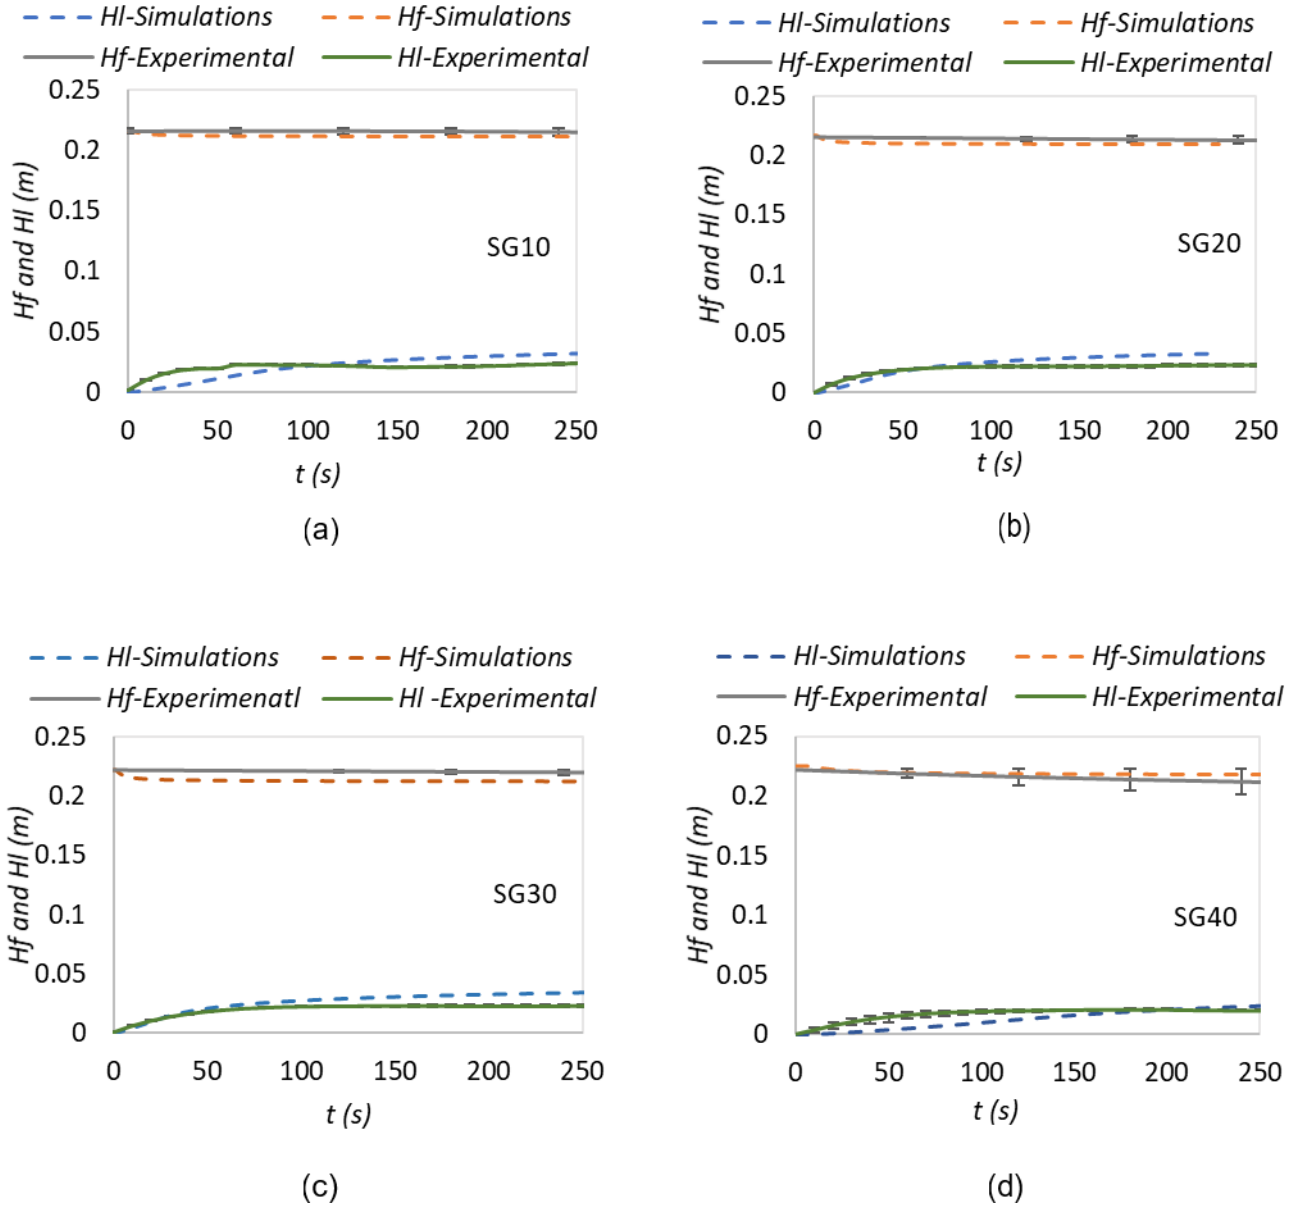 Hl-Simulations Hf-Simulations
Hf-Experimental Hl-Experimental
0.25
0.2
0.15
0.1
0.05
0
Hf and Hl (m)
SG10
0 50 100 150 200 250
t (s)
(a)
Hl-Simulations Hf-Simulations
Hf-Experimental Hl-Experimental
0.25
0.2
0.15
0.1
0.05
0
Hf and Hl (m)
SG20
0 50 100 150 200 250
t (s)
(b)
Hl-Simulations Hf-Simulations
Hf-Experimenatl Hl -Experimental
0.25
0.2
0.15
0.1
0.05
0
Hf and Hl (m)
SG30
0 50 100 150 200 250
t (s)
(c)
Hl-Simulations Hf-Simulations
Hf-Experimental Hl-Experimental
0.25
0.2
0.15
0.1
0.05
0
Hf and Hl (m)
SG40
0 50 100 150 200 250
t (s)
(d)